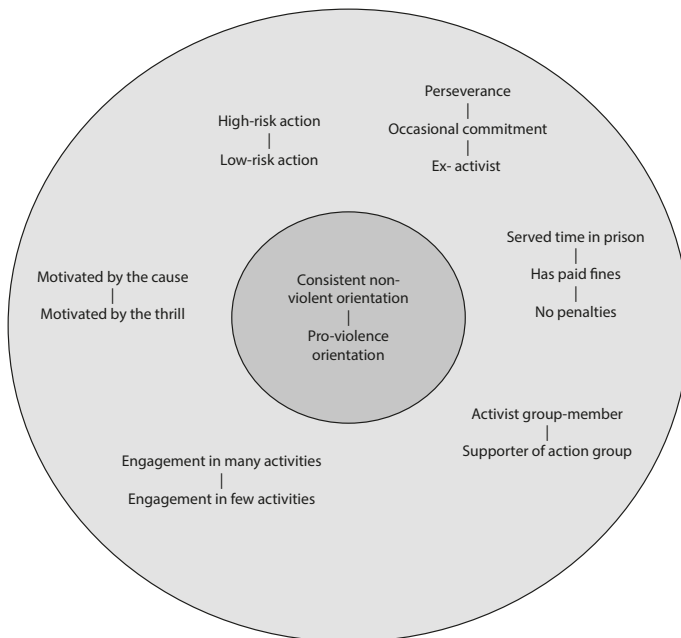 Perseverance
Occasional commitment
Ex- activist
High-risk action
Low-risk action
Served time in prison
Has paid fines
No penalties
Motivated by the cause
Motivated by the thrill
Consistent non-
violent orientation
Pro-violence
orientation
Activist group-member
Supporter of action group
Engagement in many activities
Engagement in few activities